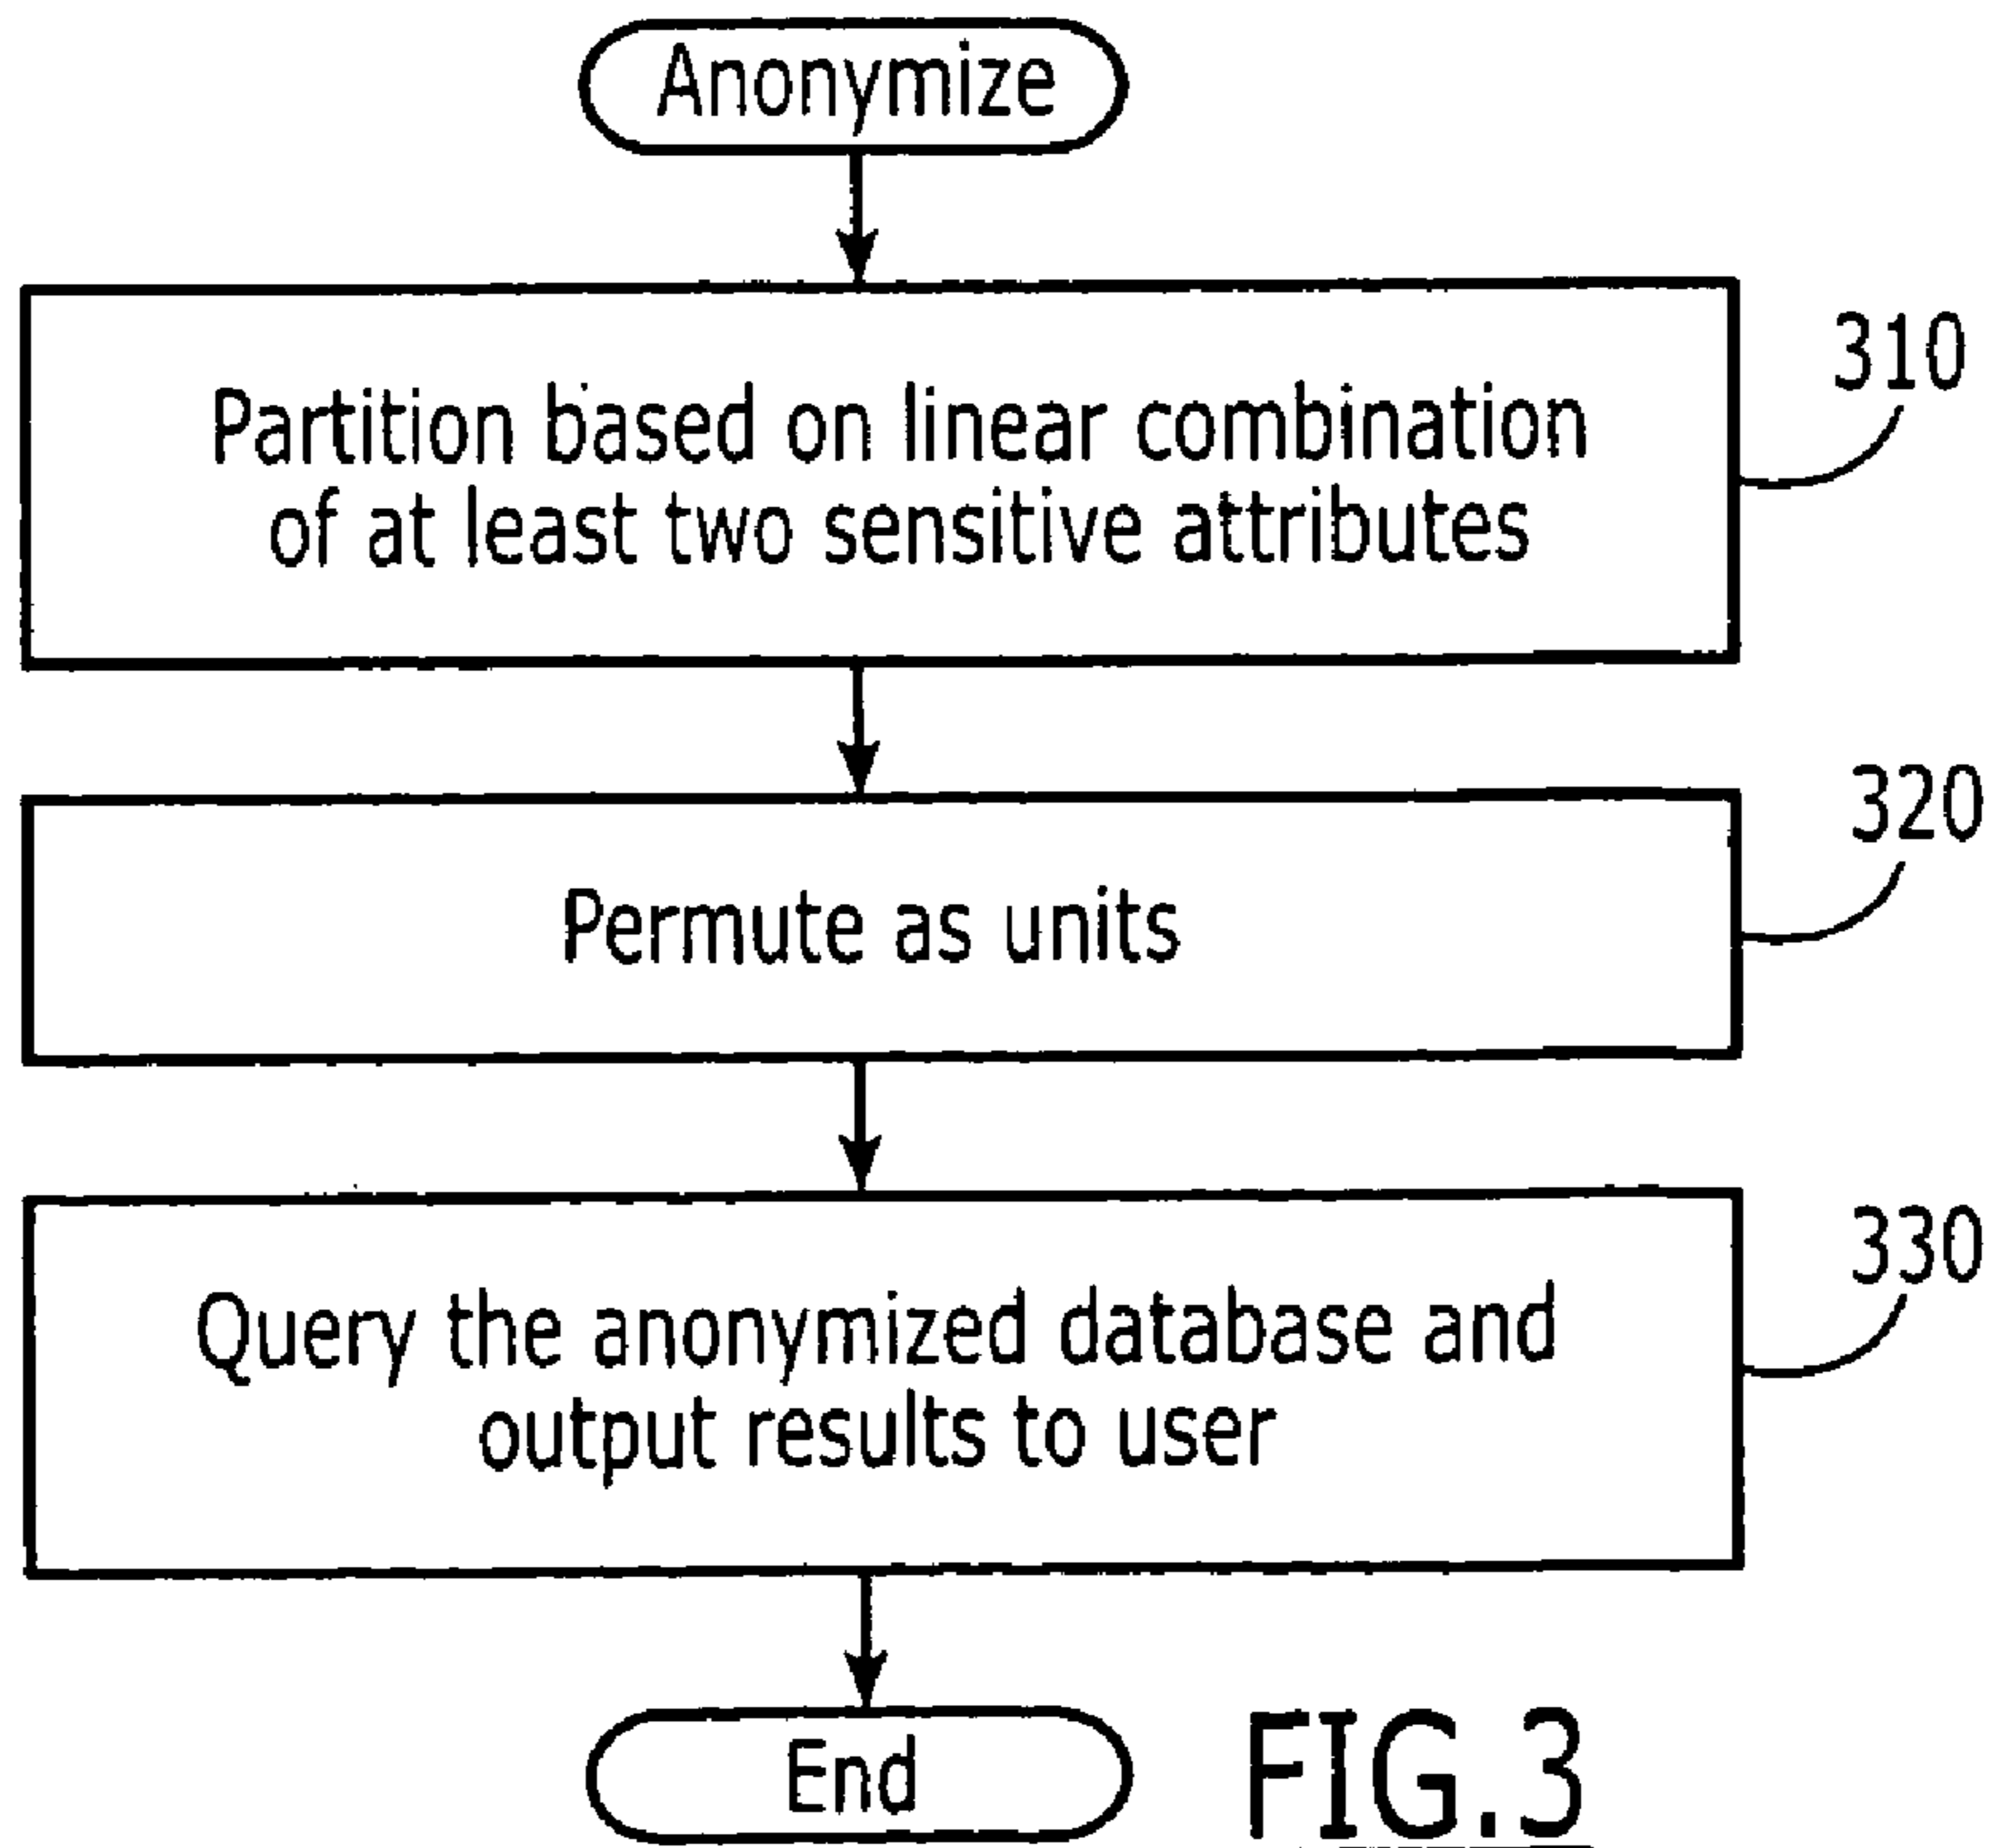 Anonymize
310
Partition based on linear combination
of at least two sensitive attributes
320
Permute as units
330
Query the anonymized database and
output results to user
End
FIG.3